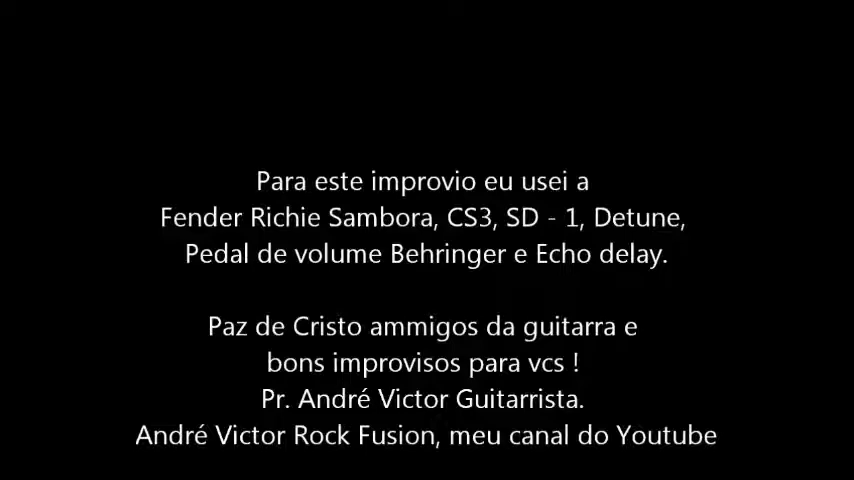 Para este improvio eu usei a
Fender Richie Sambora, CS3, SD - 1, Detune,
Pedal de volume Behringer e Echo delay.
Paz de Cristo ammigos da guitarra e
bons improvisos para vcs !
Pr. André Victor Guitarrista.
André Victor Rock Fusion, meu canal do Youtube